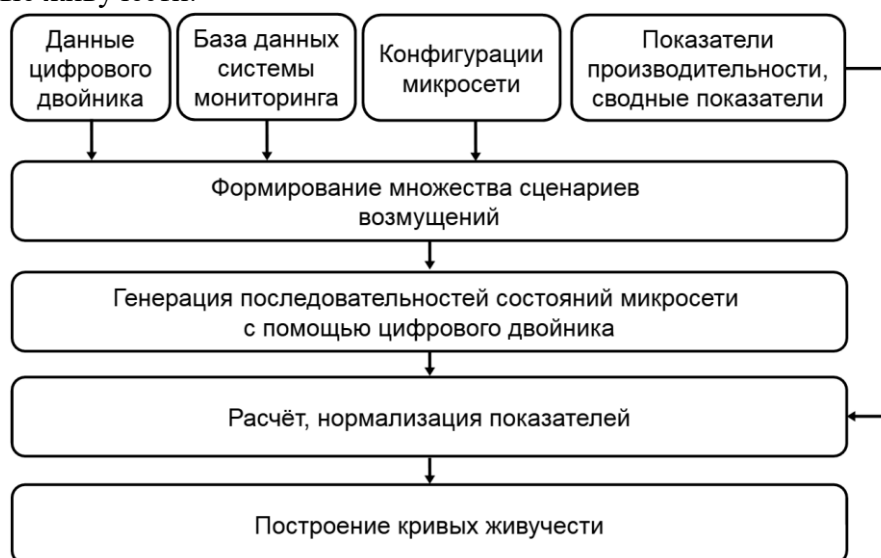 Данные
цифрового
двойника
База данных
системы
мониторинга
Конфигурации
микросети
Показатели
производительности,
сводные показатели
Формирование множества сценариев
возмущений
Генерация последовательностей состояний микросети
с помощью цифрового двойника
Расчёт, нормализация показателей
Построение кривых живучести